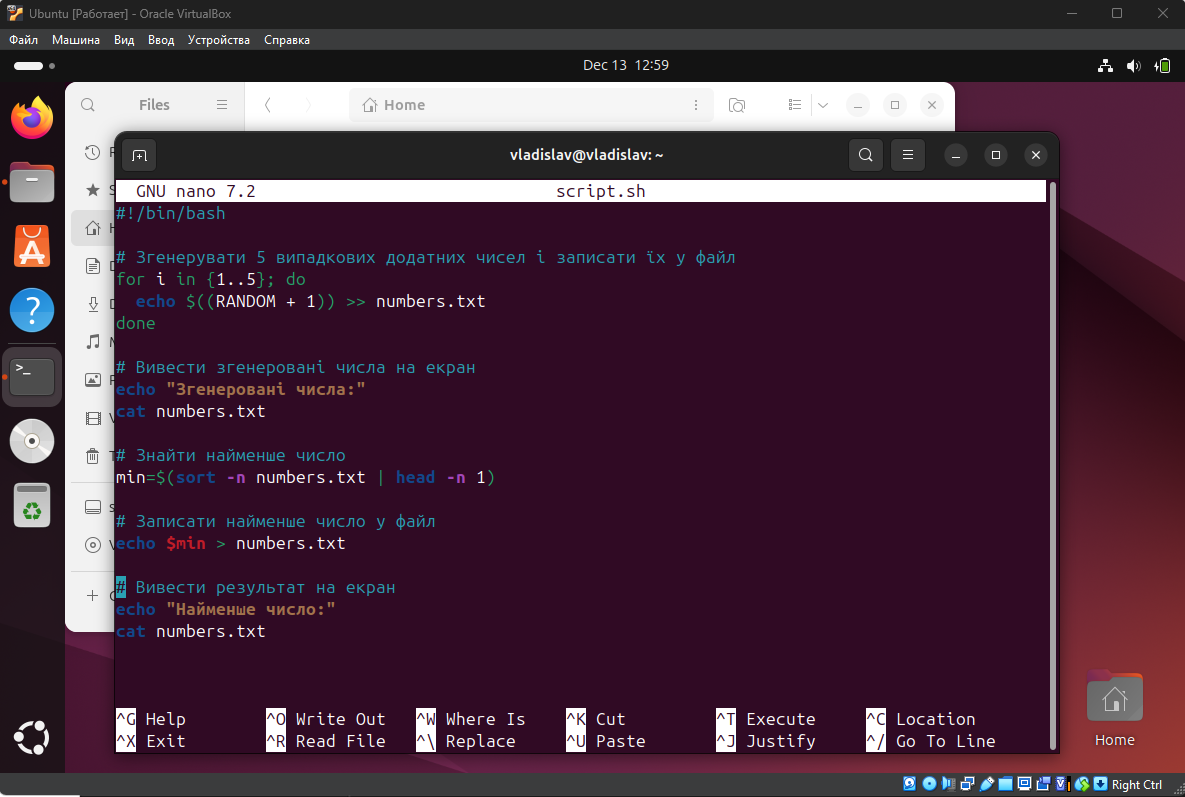 Ubuntu [Работает] - Oracle VirtualBox
Файл Машина Вид Ввод Устройства Справка
Dec 13 12:59
Files
Home
vladislav@vladislav: ~
GNU nano 7.2 script.sh
#!/bin/bash
# Згенерувати 5 випадкових додатних чисел і записати їх у файл
for i in {1..5}; do
echo $((RANDOM + 1)) >> numbers.txt
done
# Вивести згенеровані числа на екран
echo "Згенеровані числа:"
cat numbers.txt
# Знайти найменше число
min=$(sort -n numbers.txt | head -n 1)
# Записати найменше число у файл
echo $min > numbers.txt
# Вивести результат на екран
echo "Найменше число:"
cat numbers.txt
^G Help ^O Write Out ^W Where Is ^K Cut ^T Execute ^C Location
^X Exit ^R Read File ^\ Replace ^U Paste ^J Justify ^/ Go To Line
Home
Right Ctrl